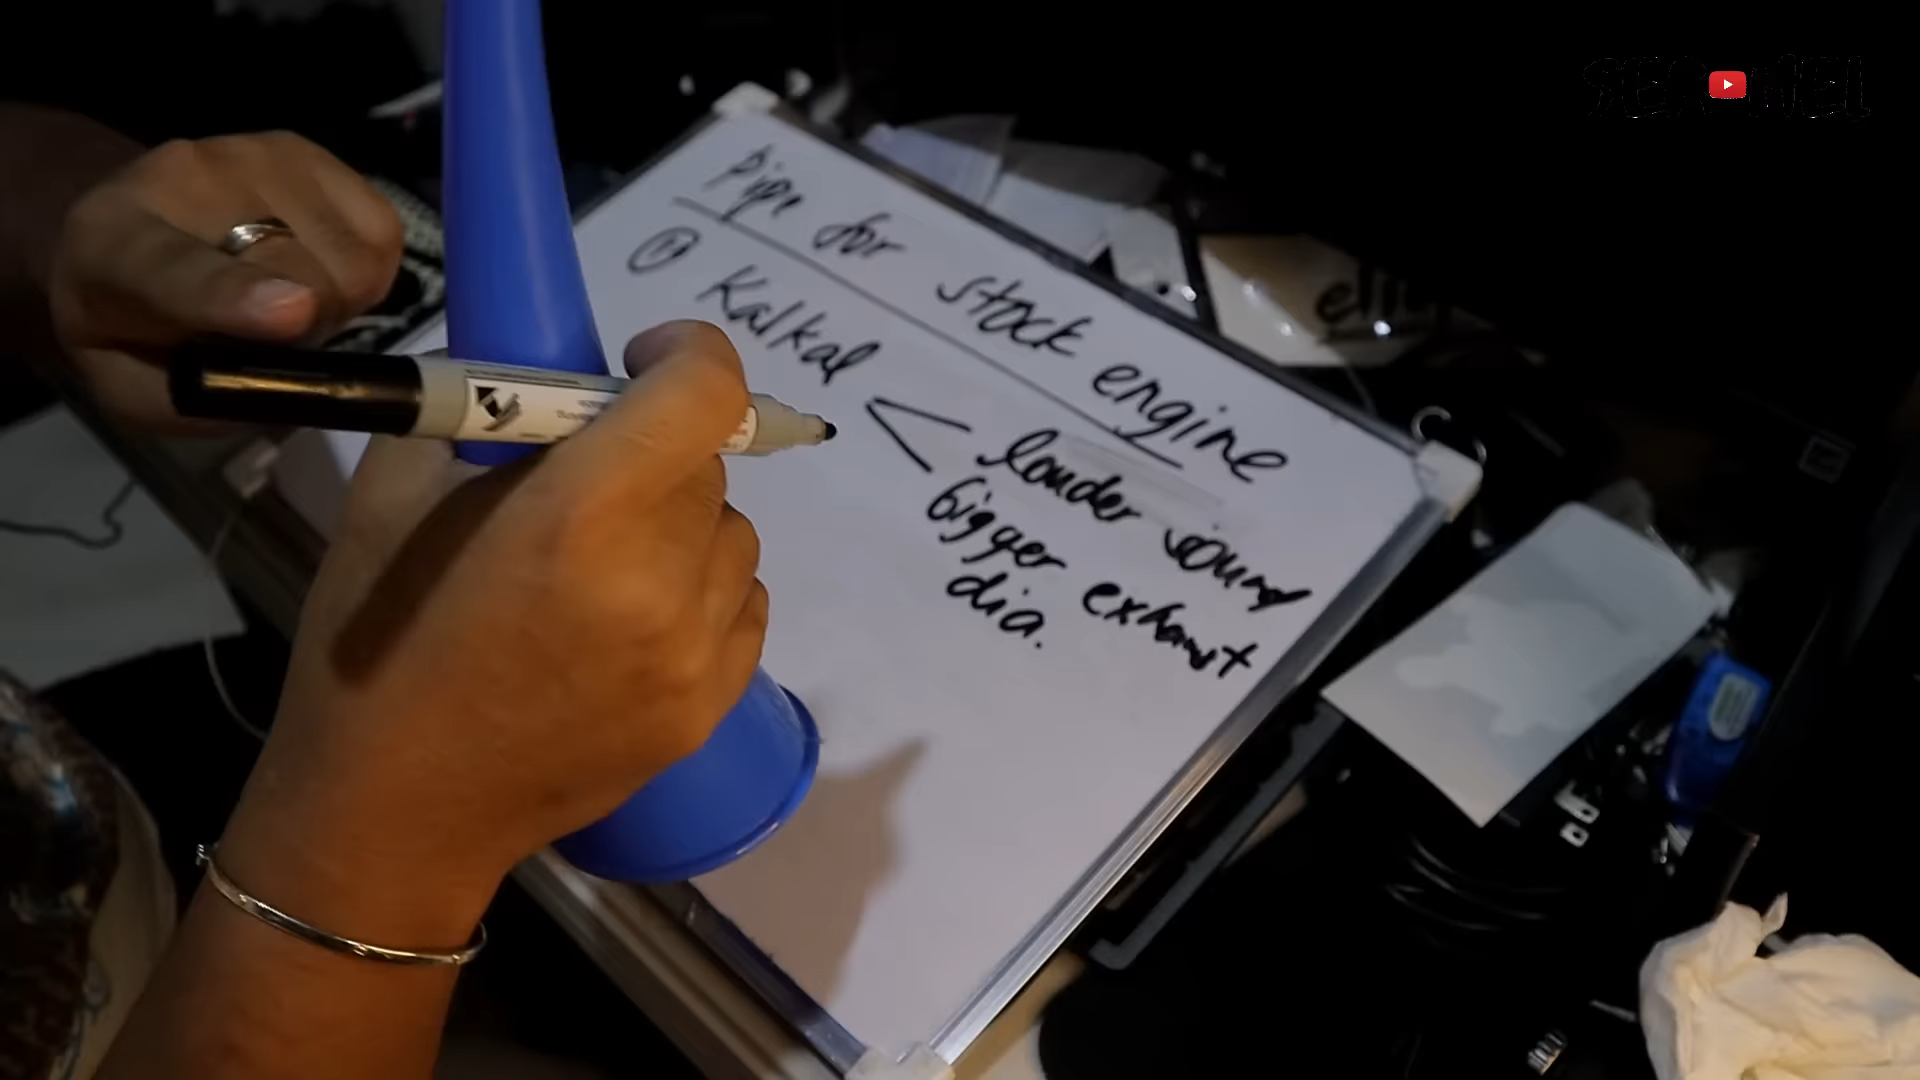 Pipe for stock engine
① Kalkal
louder sound
bigger exhaust
dia.